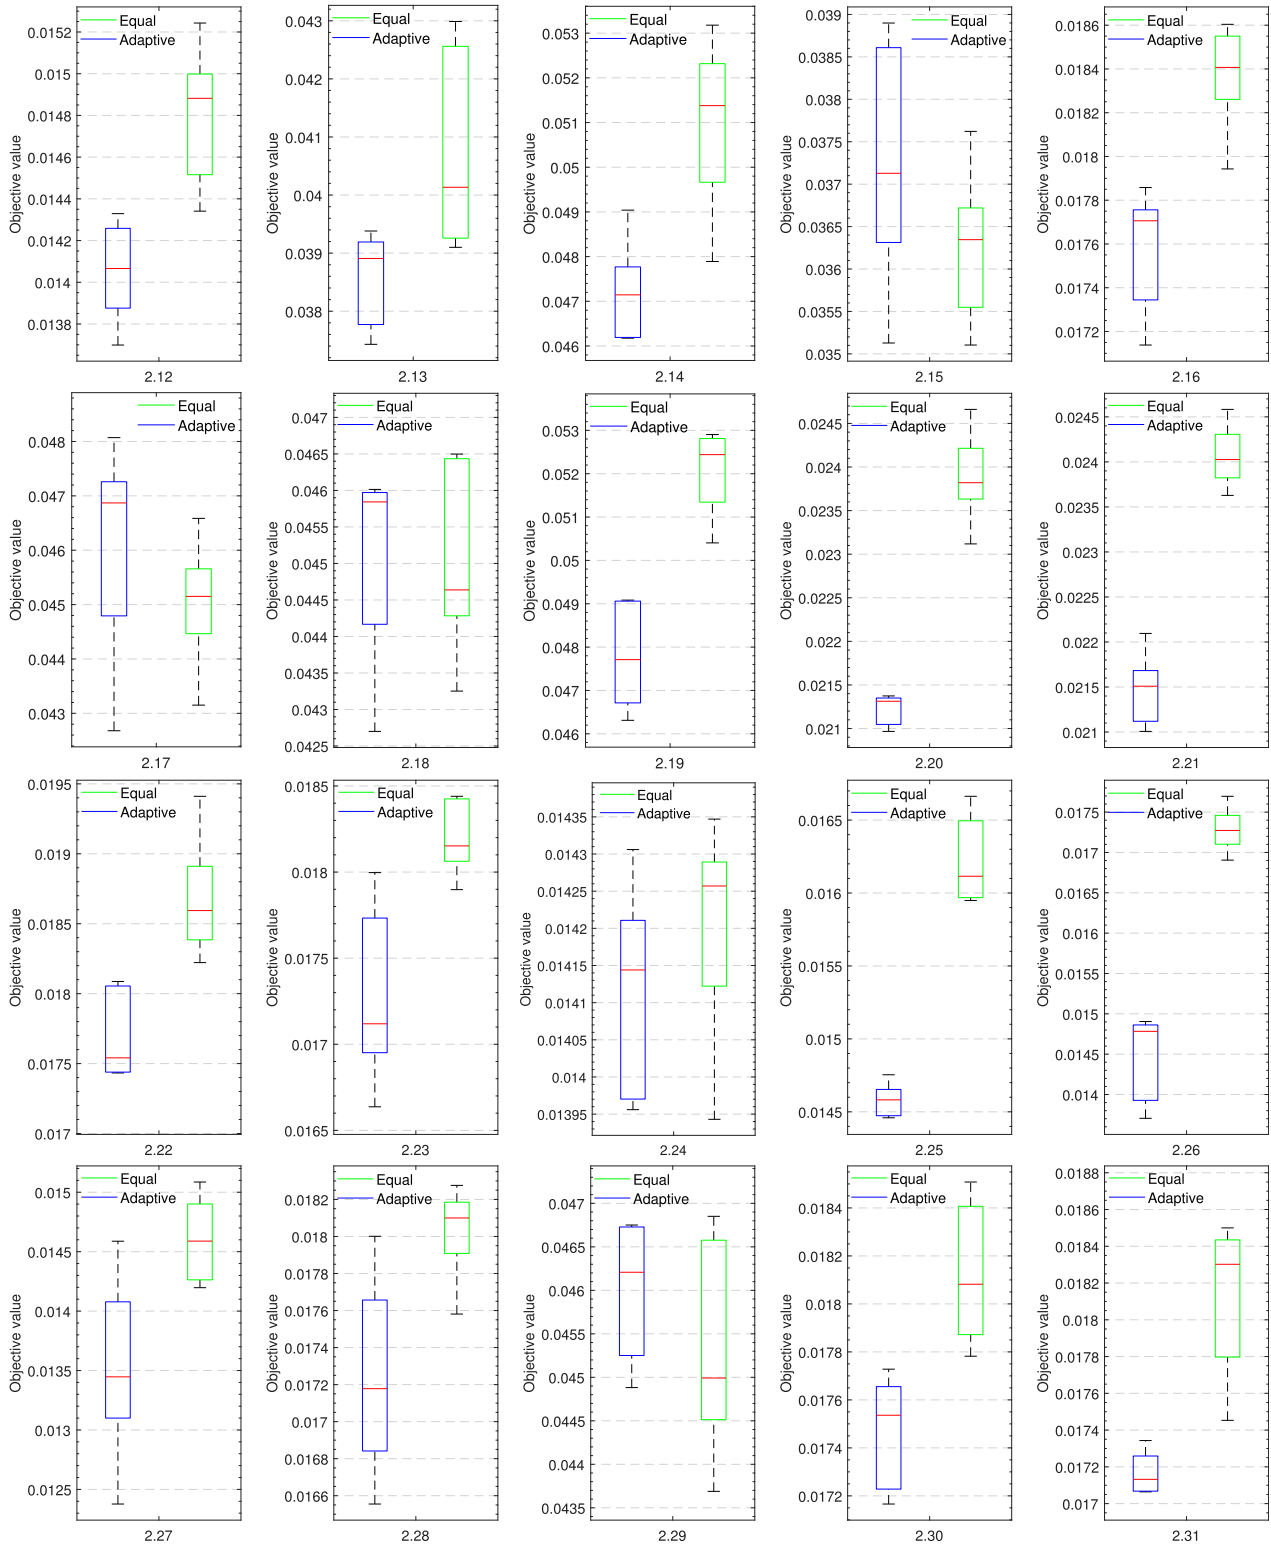 Equal
Adaptive
Objective value
0.0152
0.015
0.0148
0.0146
0.0144
0.0142
0.014
0.0138
2.12
Equal
Adaptive
Objective value
0.043
0.042
0.041
0.04
0.039
0.038
2.13
Equal
Adaptive
Objective value
0.053
0.052
0.051
0.05
0.049
0.048
0.047
0.046
2.14
Equal
Adaptive
Objective value
0.039
0.0385
0.038
0.0375
0.037
0.0365
0.036
0.0355
0.035
2.15
Equal
Adaptive
Objective value
0.0186
0.0184
0.0182
0.018
0.0178
0.0176
0.0174
0.0172
2.16
Equal
Adaptive
Objective value
0.048
0.047
0.046
0.045
0.044
0.043
2.17
Equal
Adaptive
Objective value
0.047
0.0465
0.046
0.0455
0.045
0.0445
0.044
0.0435
0.043
0.0425
2.18
Equal
Adaptive
Objective value
0.053
0.052
0.051
0.05
0.049
0.048
0.047
0.046
2.19
Equal
Adaptive
Objective value
0.0245
0.024
0.0235
0.023
0.0225
0.022
0.0215
0.021
2.20
Equal
Adaptive
Objective value
0.0245
0.024
0.0235
0.023
0.0225
0.022
0.0215
0.021
2.21
Equal
Adaptive
Objective value
0.0195
0.019
0.0185
0.018
0.0175
0.017
2.22
Equal
Adaptive
Objective value
0.0185
0.018
0.0175
0.017
0.0165
2.23
Equal
Adaptive
Objective value
0.01435
0.0143
0.01425
0.0142
0.01415
0.0141
0.01405
0.014
0.01395
2.24
Equal
Adaptive
Objective value
0.0165
0.016
0.0155
0.015
0.0145
2.25
Equal
Adaptive
Objective value
0.0175
0.017
0.0165
0.016
0.0155
0.015
0.0145
0.014
2.26
Equal
Adaptive
Objective value
0.015
0.0145
0.014
0.0135
0.013
0.0125
2.27
Equal
Adaptive
Objective value
0.0182
0.018
0.0178
0.0176
0.0174
0.0172
0.017
0.0168
0.0166
2.28
Equal
Adaptive
Objective value
0.047
0.0465
0.046
0.0455
0.045
0.0445
0.044
0.0435
2.29
Equal
Adaptive
Objective value
0.0184
0.0182
0.018
0.0178
0.0176
0.0174
0.0172
2.30
Equal
Adaptive
Objective value
0.0188
0.0186
0.0184
0.0182
0.018
0.0178
0.0176
0.0174
0.0172
0.017
2.31